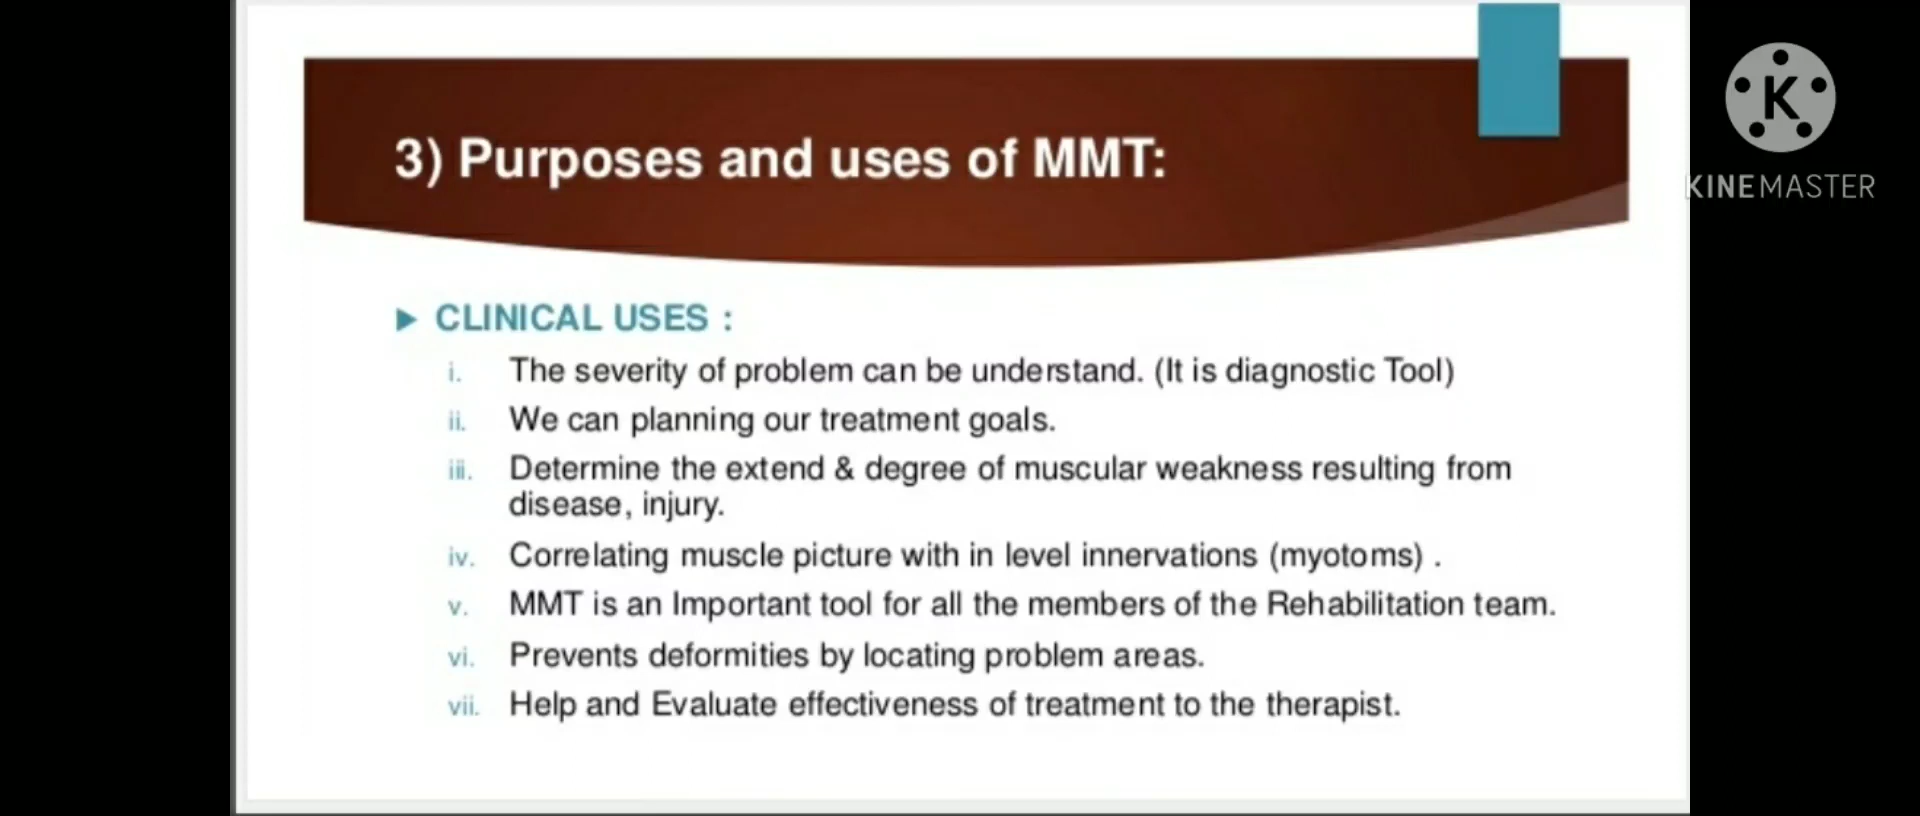 3) Purposes and uses of MMT:
K
KINEMASTER
CLINICAL USES :
i. The severity of problem can be understand. (It is diagnostic Tool)
ii. We can planning our treatment goals.
iii. Determine the extend & degree of muscular weakness resulting from
disease, injury.
iv. Correlating muscle picture with in level innervations (myotoms) .
v. MMT is an Important tool for all the members of the Rehabilitation team.
vi. Prevents deformities by locating problem areas.
vii. Help and Evaluate effectiveness of treatment to the therapist.